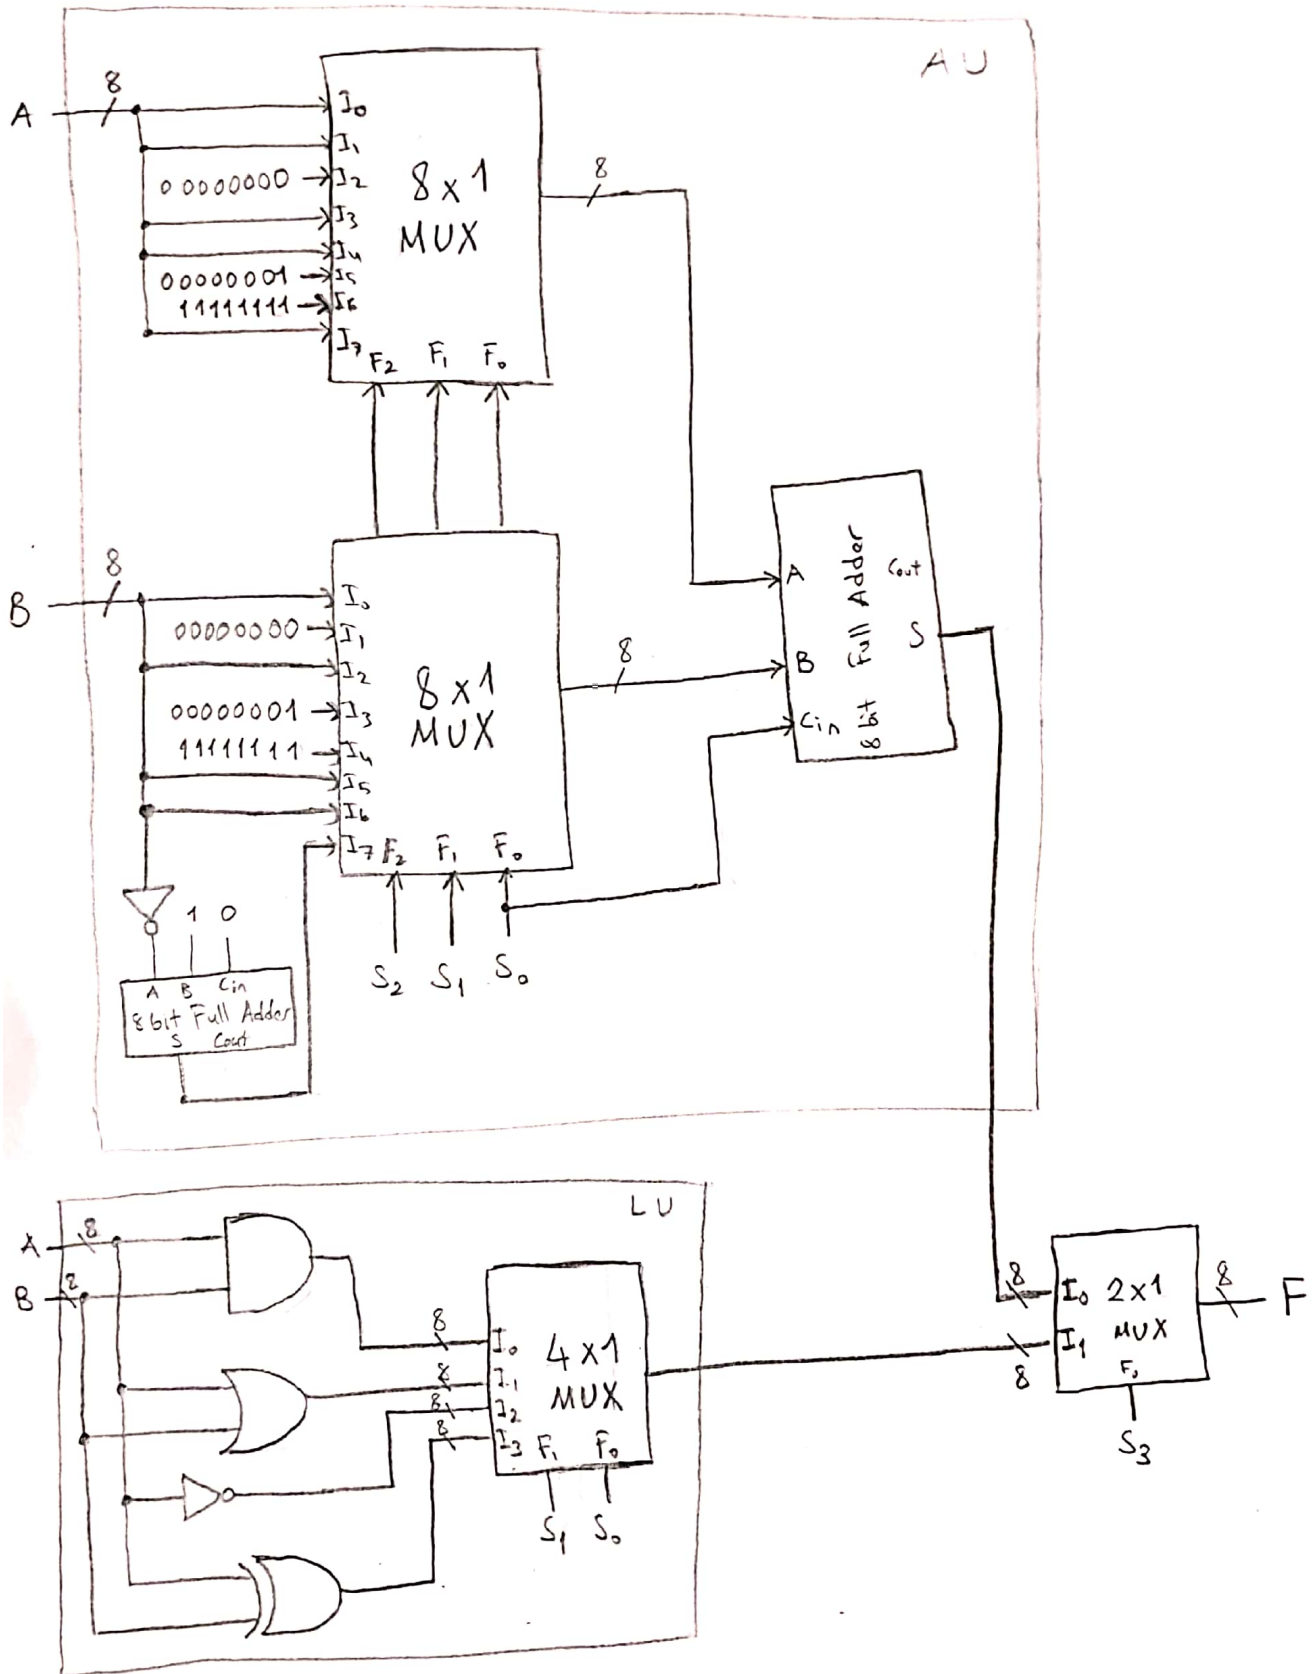 AU
A
8
I0
I1
00000000 I2
I3
I4
00000001 I5
11111111 I6
I7
8x1
MUX
F2 F1 F0
8
B
8
I0
00000000 I1
I2
00000001 I3
11111111 I4
I5
I6
I7
8x1
MUX
F2 F1 F0
S2 S1 S0
8
A
B
Cin
8 bit Full Adder
Cout
S
1 0
A B Cin
8 bit Full Adder
S Cout
LU
A 8
B 8
8 I0
8 I1
8 I2
8 I3
4x1
MUX
F1 F0
S1 S0
8 I0
8 I1
2x1
MUX
F0
S3
8 F